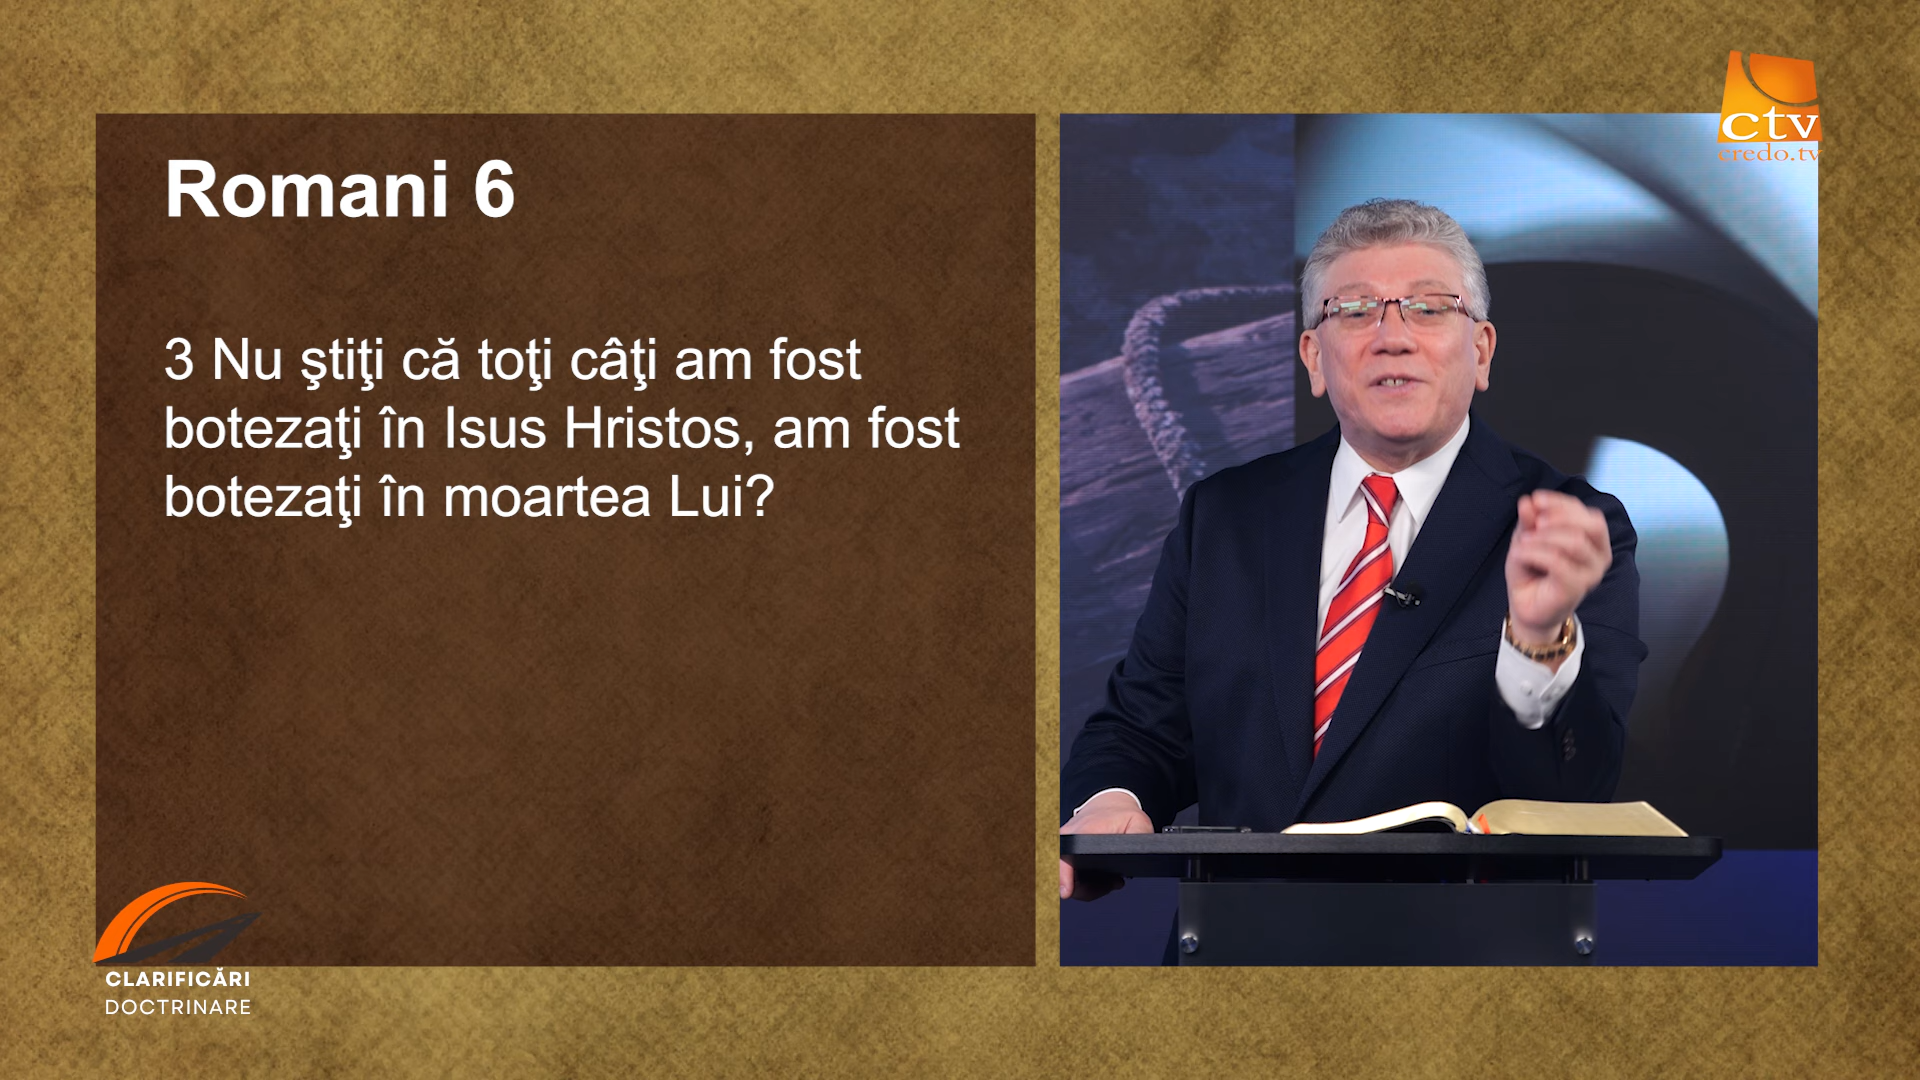 Romani 6
3 Nu ştiţi că toţi câţi am fost
botezaţi în Isus Hristos, am fost
botezaţi în moartea Lui?
ctv
credo.tv
CLARIFICĂRI
DOCTRINARE